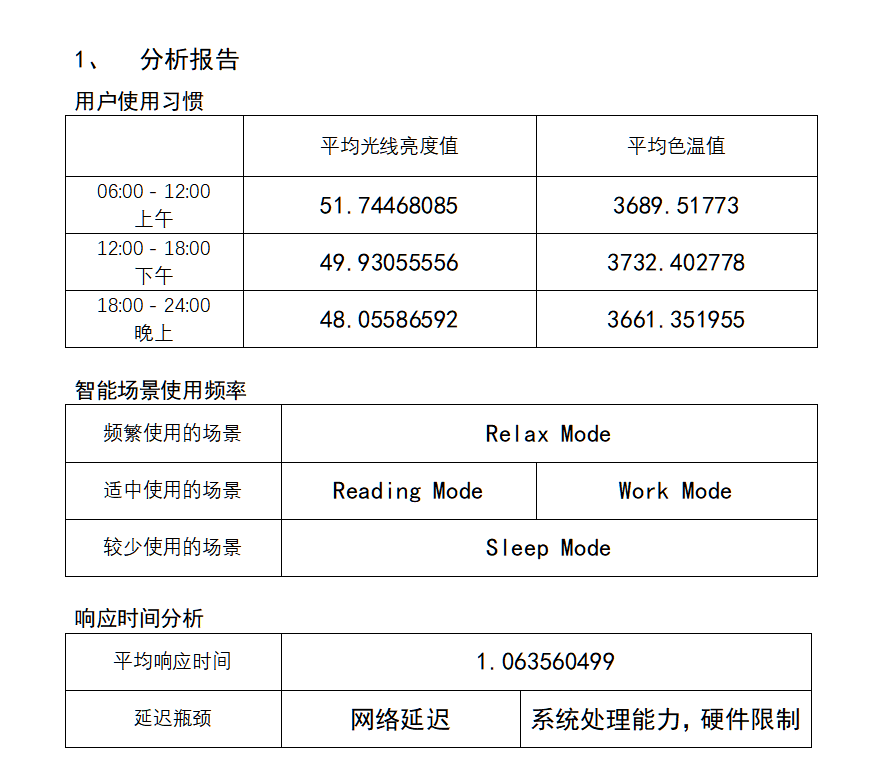 1、 分析报告
用户使用习惯
平均光线亮度值 平均色温值
06:00 - 12:00
上午 51.74468085 3689.51773
12:00 - 18:00
下午 49.93055556 3732.402778
18:00 - 24:00
晚上 48.05586592 3661.351955
智能场景使用频率
频繁使用的场景 Relax Mode
适中使用的场景 Reading Mode Work Mode
较少使用的场景 Sleep Mode
响应时间分析
平均响应时间 1.063560499
延迟瓶颈 网络延迟 系统处理能力，硬件限制